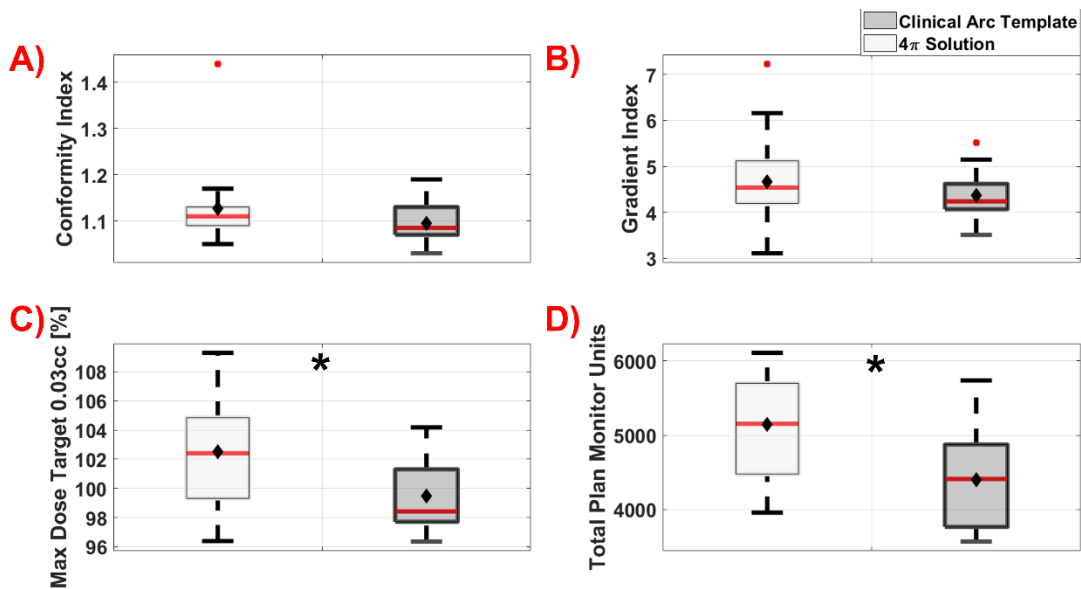 Clinical Arc Template
4π Solution
A)
Conformity Index
1.4
1.3
1.2
1.1
B)
Gradient Index
7
6
5
4
3
C)
Max Dose Target 0.03cc [%]
108
106
104
102
100
98
96
*
D)
Total Plan Monitor Units
6000
5000
4000
*